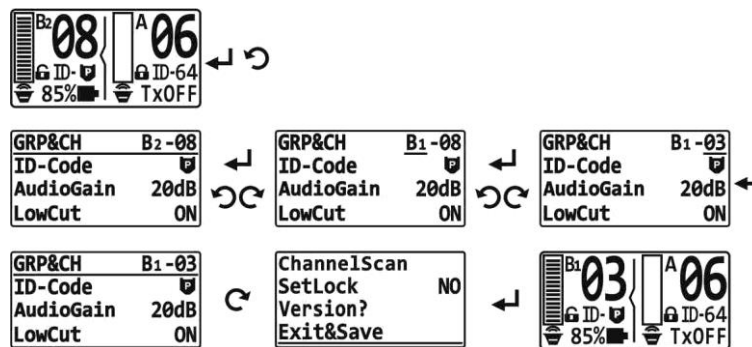 B2 08 A 06
ID- P ID-64
85% TxOFF
GRP&CH B2-08
ID-Code P
AudioGain 20dB
LowCut ON
GRP&CH B1-08
ID-Code P
AudioGain 20dB
LowCut ON
GRP&CH B1-03
ID-Code P
AudioGain 20dB
LowCut ON
GRP&CH B1-03
ID-Code P
AudioGain 20dB
LowCut ON
ChannelScan
SetLock NO
Version?
Exit&Save
B1 03 A 06
ID- P ID-64
85% TxOFF